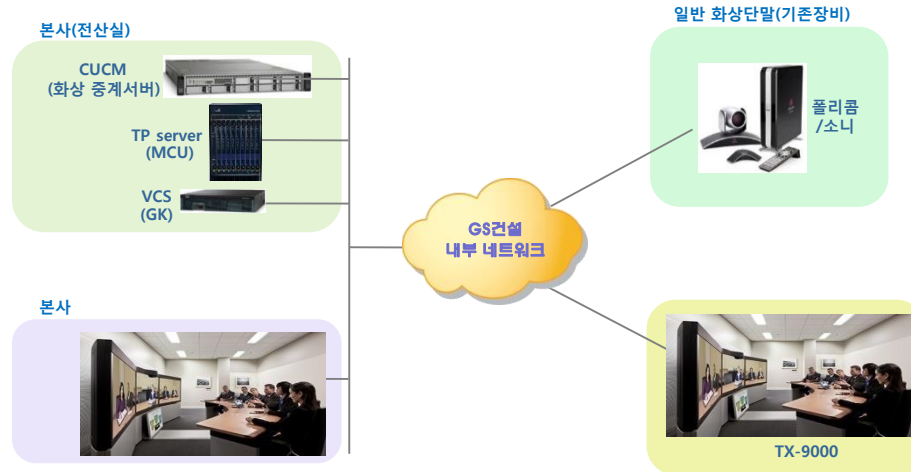 본사(전산실)
CUCM
(화상 중계서버)
TP server
(MCU)
VCS
(GK)
일반 화상단말(기존장비)
폴리콤
/소니
GS건설
내부 네트워크
본사
TX-9000